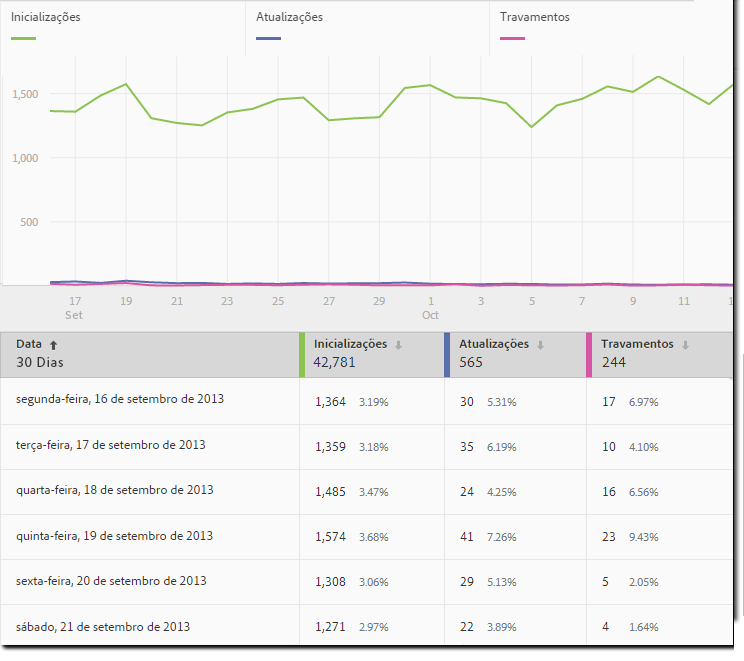 Inicializações Atualizações Travamentos
1,500
1,000
500
17 19 21 23 25 27 29 1 3 5 7 9 11
Set Oct
Data Inicializações Atualizações Travamentos
30 Dias 42,781 565 244
segunda-feira, 16 de setembro de 2013 1,364 3.19% 30 5.31% 17 6.97%
terça-feira, 17 de setembro de 2013 1,359 3.18% 35 6.19% 10 4.10%
quarta-feira, 18 de setembro de 2013 1,485 3.47% 24 4.25% 16 6.56%
quinta-feira, 19 de setembro de 2013 1,574 3.68% 41 7.26% 23 9.43%
sexta-feira, 20 de setembro de 2013 1,308 3.06% 29 5.13% 5 2.05%
sábado, 21 de setembro de 2013 1,271 2.97% 22 3.89% 4 1.64%